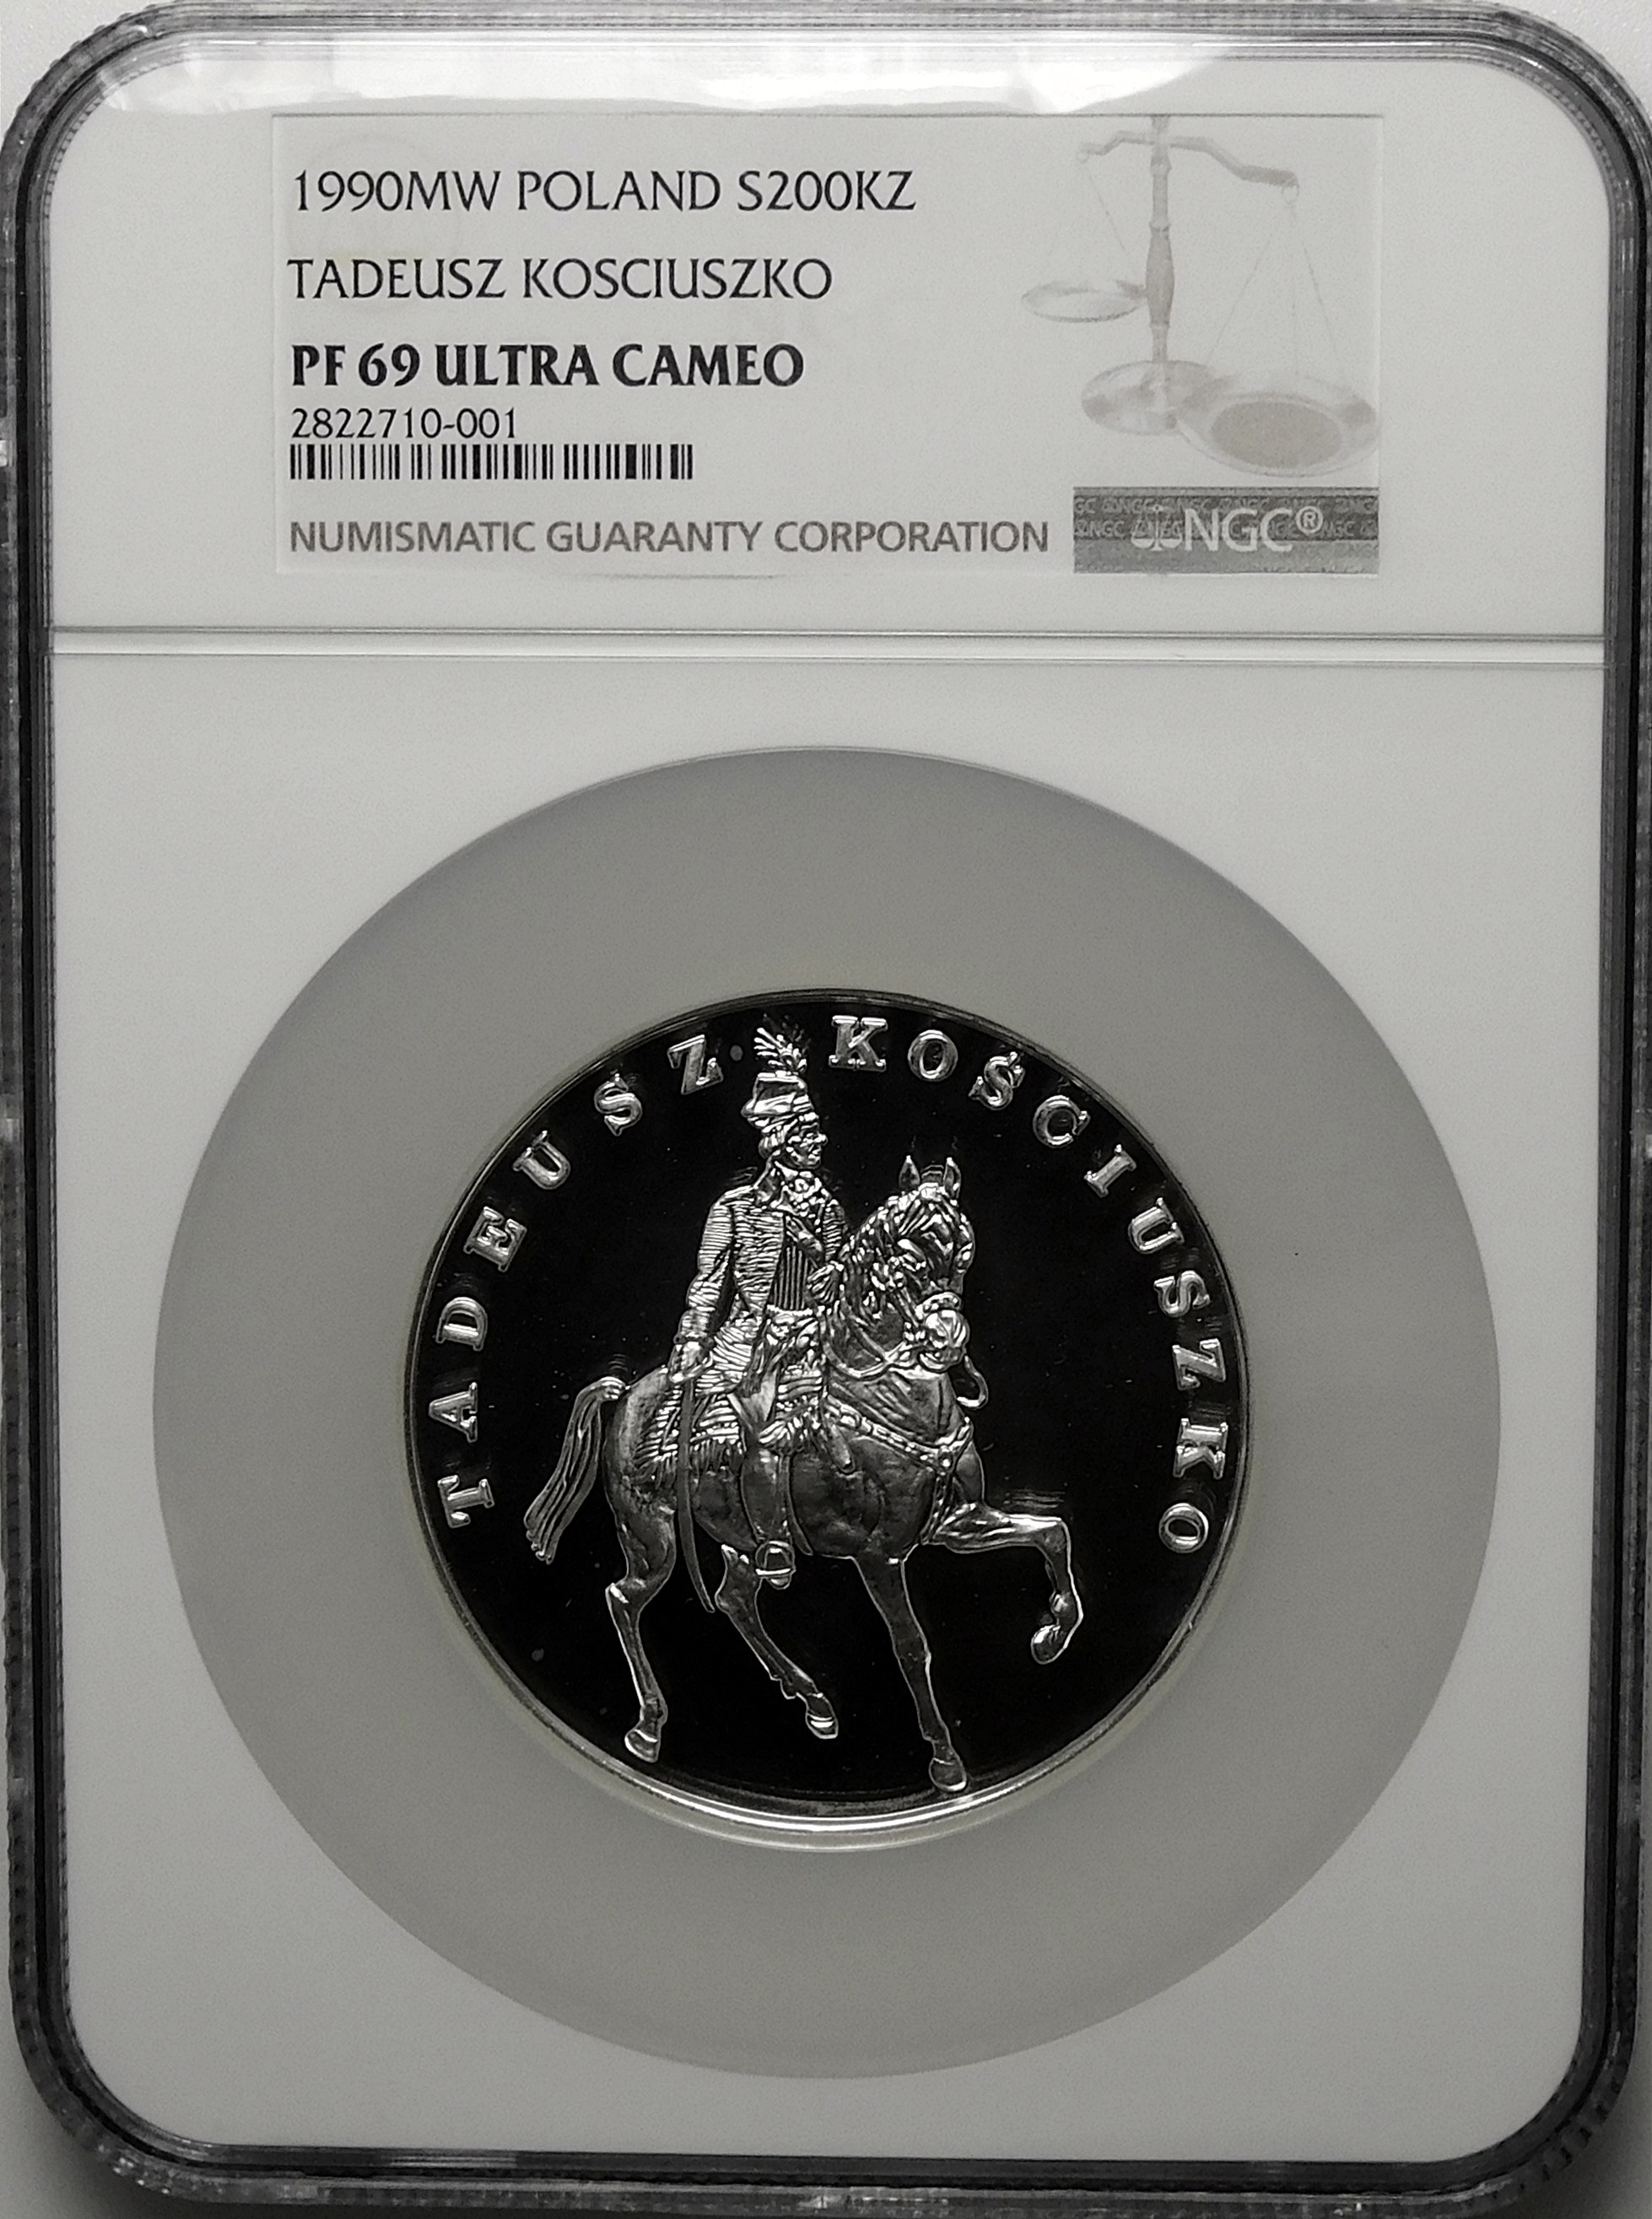 1990MW POLAND S200KZ
TADEUSZ KOSCIUSZKO
PF 69 ULTRA CAMEO
2822710-001
NUMISMATIC GUARANTY CORPORATION
NGC®
TADEUSZ KOŚCIUSZKO